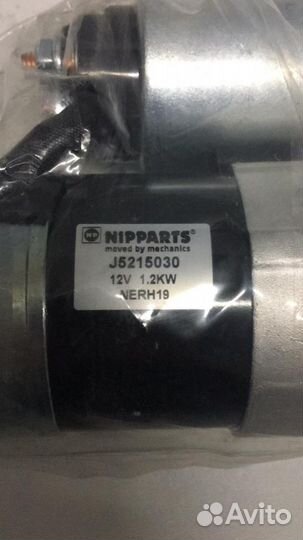 NIPPARTS®
moved by mechanics
J5215030
12V 1.2KW
NERH19
Avito